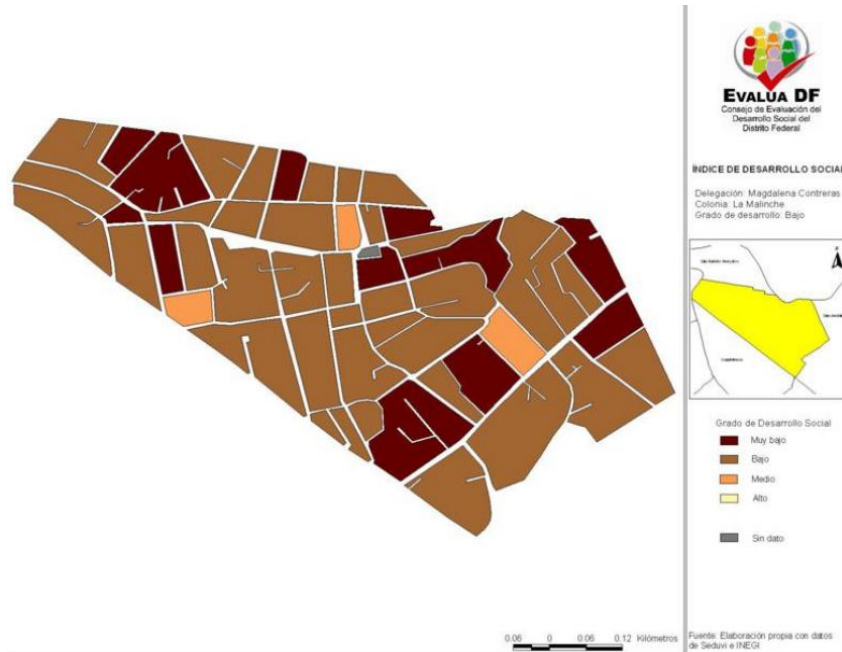 EVALUA DF
Consejo de Evaluación del
Desarrollo Social del
Distrito Federal
ÍNDICE DE DESARROLLO SOCIAL
Delegación: Magdalena Contreras
Colonia: La Malinche
Grado de desarrollo: Bajo
Grado de Desarrollo Social
Muy bajo
Bajo
Medio
Alto
Sin dato
0.06 0 0.06 0.12 Kilómetros
Fuente: Elaboración propia con datos
de Seduvi e INEGI